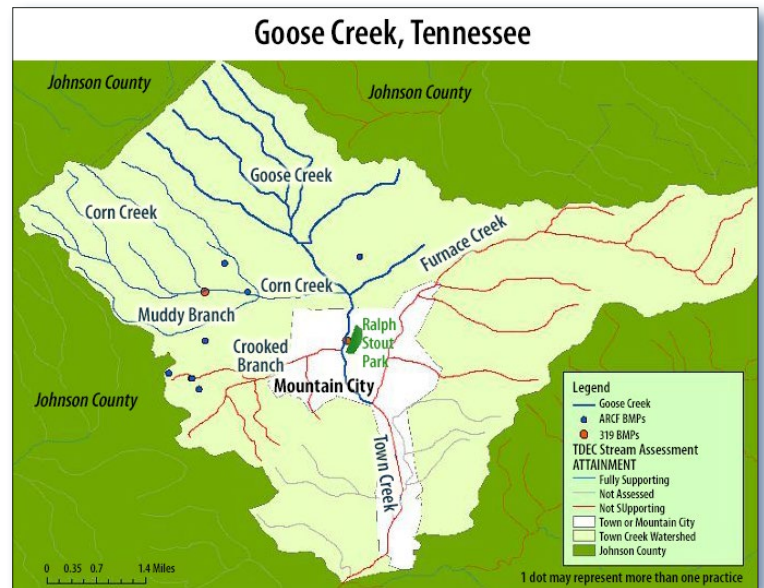 Goose Creek, Tennessee
Johnson County
Johnson County
Goose Creek
Corn Creek
Furnace Creek
Corn Creek
Muddy Branch
Ralph
Stout
Park
Crooked
Branch
Mountain City
Johnson County
Town Creek
Legend
Goose Creek
ARCF BMPs
319 BMPs
TDEC Stream Assessment
ATTAINMENT
Fully Supporting
Not Assessed
Not SUpporting
Town or Mountain City
Town Creek Watershed
Johnson County
0 0.35 0.7 1.4 Miles
1 dot may represent more than one practice